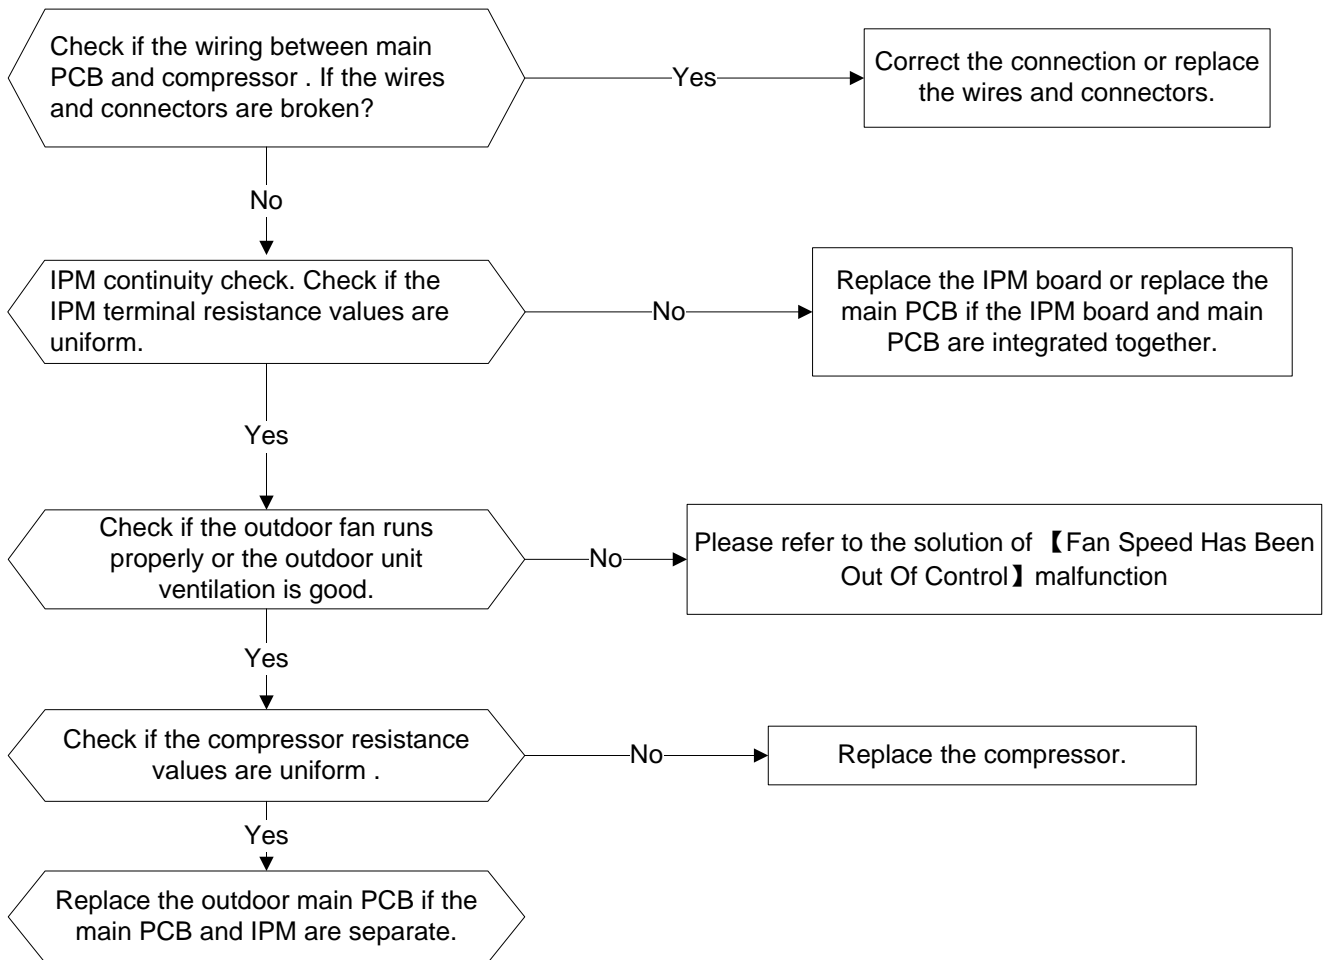 Check if the wiring between main
PCB and compressor . If the wires
and connectors are broken?
Yes
Correct the connection or replace
the wires and connectors.
No
IPM continuity check. Check if the
IPM terminal resistance values are
uniform.
No
Replace the IPM board or replace the
main PCB if the IPM board and main
PCB are integrated together.
Yes
Check if the outdoor fan runs
properly or the outdoor unit
ventilation is good.
No
Please refer to the solution of 【Fan Speed Has Been
Out Of Control】malfunction
Yes
Check if the compressor resistance
values are uniform .
No
Replace the compressor.
Yes
Replace the outdoor main PCB if the
main PCB and IPM are separate.